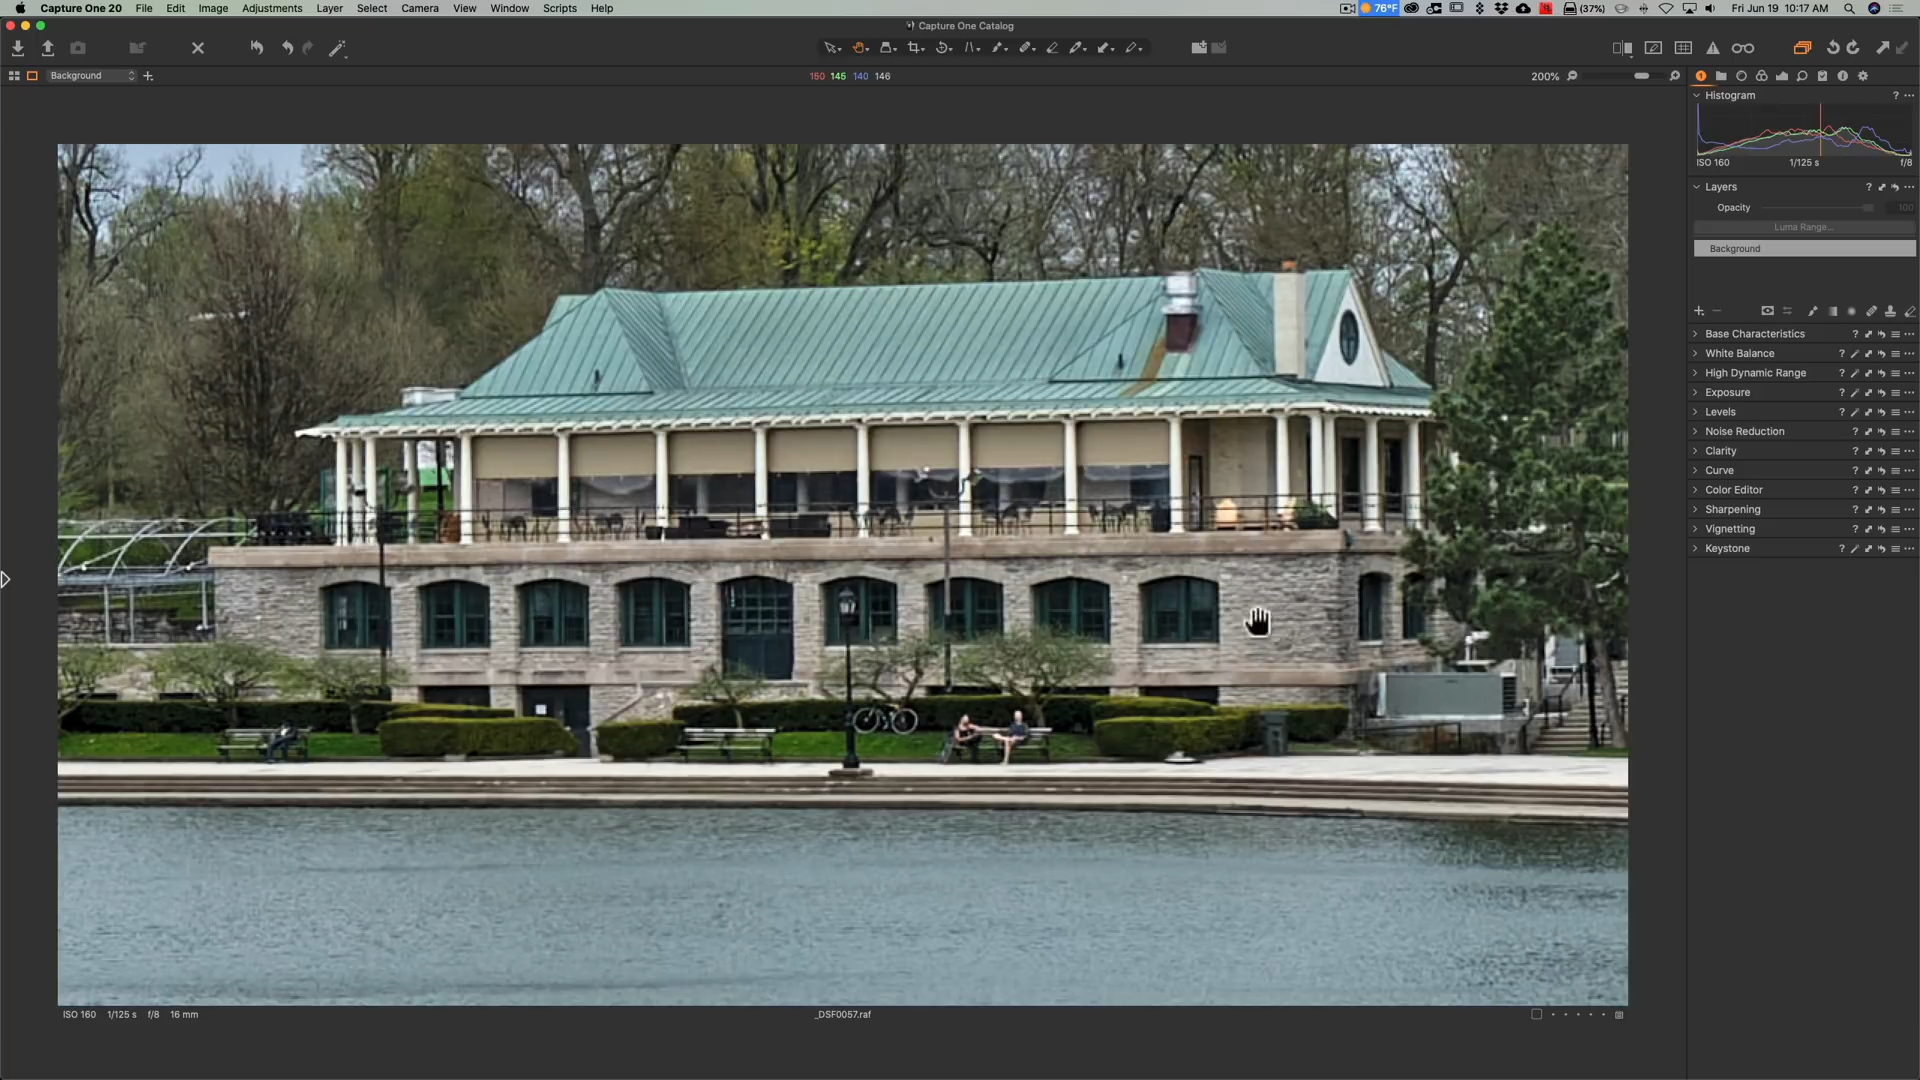 Capture One 20 File Edit Image Adjustments Layer Select Camera View Window Scripts Help 76°F (37%) Fri Jun 19 10:17 AM
Capture One Catalog
Background 150 145 140 146 200%
Histogram ?
ISO 160 1/125 s f/8
Layers ?
Opacity 100
Luma Range...
Background
Base Characteristics ?
White Balance ?
High Dynamic Range ?
Exposure ?
Levels ?
Noise Reduction ?
Clarity ?
Curve ?
Color Editor ?
Sharpening ?
Vignetting ?
Keystone ?
ISO 160 1/125 s f/8 16 mm _DSF0057.raf